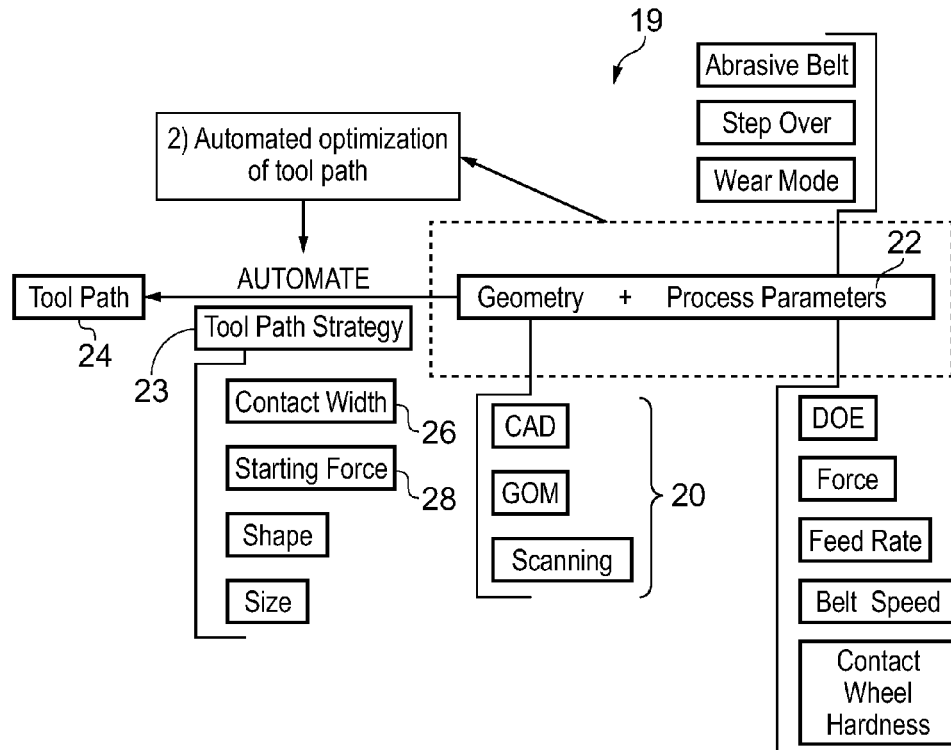 19
Abrasive Belt
Step Over
Wear Mode
2) Automated optimization
of tool path
22
AUTOMATE
Tool Path
Geometry + Process Parameters
24
Tool Path Strategy
23
Contact Width
26
Starting Force
28
Shape
Size
CAD
GOM
Scanning
20
DOE
Force
Feed Rate
Belt Speed
Contact
Wheel
Hardness